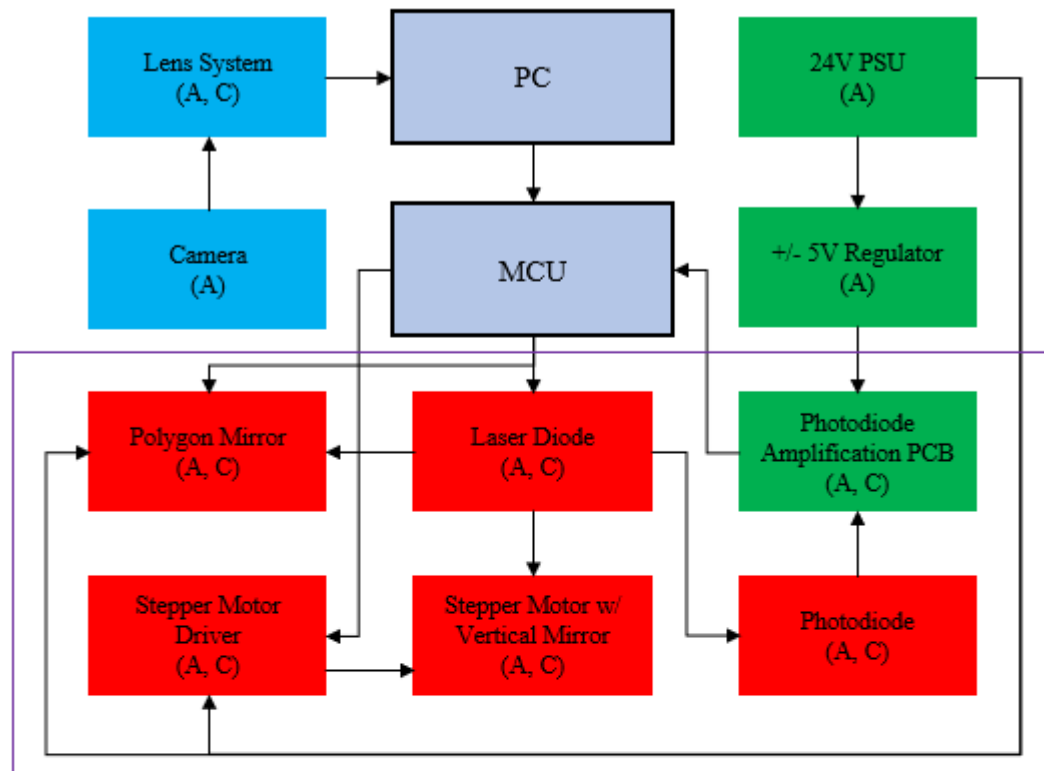 Lens System
(A, C)
PC
24V PSU
(A)
Camera
(A)
MCU
+/- 5V Regulator
(A)
Polygon Mirror
(A, C)
Laser Diode
(A, C)
Photodiode
Amplification PCB
(A, C)
Stepper Motor
Driver
(A, C)
Stepper Motor w/
Vertical Mirror
(A, C)
Photodiode
(A, C)